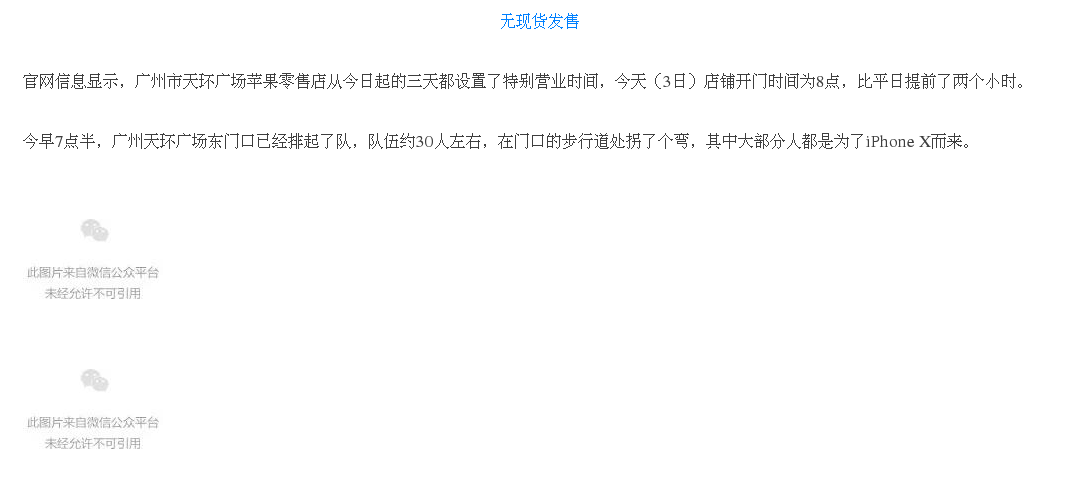 无现货发售
官网信息显示，广州市天环广场苹果零售店从今日起的三天都设置了特别营业时间，今天（3日）店铺开门时间为8点，比平日提前了两个小时。
今早7点半，广州天环广场东门口已经排起了队，队伍约30人左右，在门口的步行道处拐了个弯，其中大部分人都是为了iPhone X而来。
此图片来自微信公众平台
未经允许不可引用
此图片来自微信公众平台
未经允许不可引用